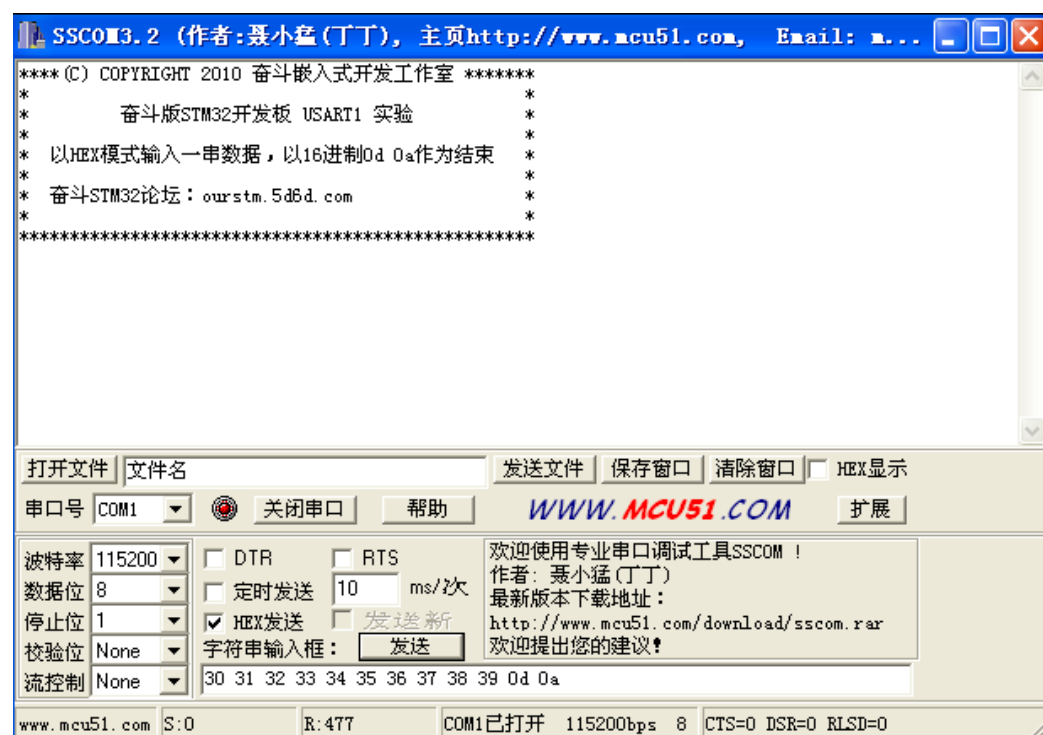 SSCOM3.2 (作者:聂小猛(丁丁), 主页http://www.mcu51.com, Email: m...
****(C) COPYRIGHT 2010 奋斗嵌入式开发工作室 *******
* *
* 奋斗版STM32开发板 USART1 实验 *
* *
* 以HEX模式输入一串数据，以16进制0d 0a作为结束 *
* *
* 奋斗STM32论坛：ourstm.5d6d.com *
* *
***************************************************
打开文件 文件名 发送文件 保存窗口 清除窗口 HEX显示
串口号 COM1 关闭串口 帮助 WWW.MCU51.COM 扩展
波特率 115200 DTR RTS
数据位 8 定时发送 10 ms/次
停止位 1 HEX发送 发送新
校验位 None 字符串输入框： 发送
流控制 None 30 31 32 33 34 35 36 37 38 39 0d 0a
欢迎使用专业串口调试工具SSCOM !
作者: 聂小猛(丁丁)
最新版本下载地址：
http://www.mcu51.com/download/sscom.rar
欢迎提出您的建议!
www.mcu51.com S:0 R:477 COM1已打开 115200bps 8 CTS=0 DSR=0 RLSD=0